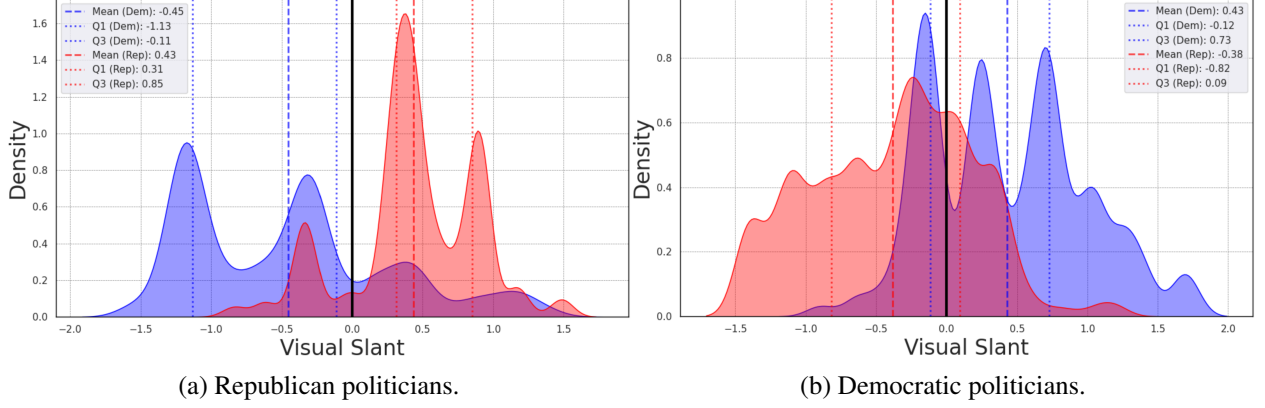 Mean (Dem): -0.45
Q1 (Dem): -1.13
Q3 (Dem): -0.11
Mean (Rep): 0.43
Q1 (Rep): 0.31
Q3 (Rep): 0.85
Density
1.6
1.4
1.2
1.0
0.8
0.6
0.4
0.2
0.0
−2.0 −1.5 −1.0 −0.5 0.0 0.5 1.0 1.5
Visual Slant
(a) Republican politicians.
Mean (Dem): 0.43
Q1 (Dem): -0.12
Q3 (Dem): 0.73
Mean (Rep): -0.38
Q1 (Rep): -0.82
Q3 (Rep): 0.09
Density
0.8
0.6
0.4
0.2
0.0
−1.5 −1.0 −0.5 0.0 0.5 1.0 1.5 2.0
Visual Slant
(b) Democratic politicians.